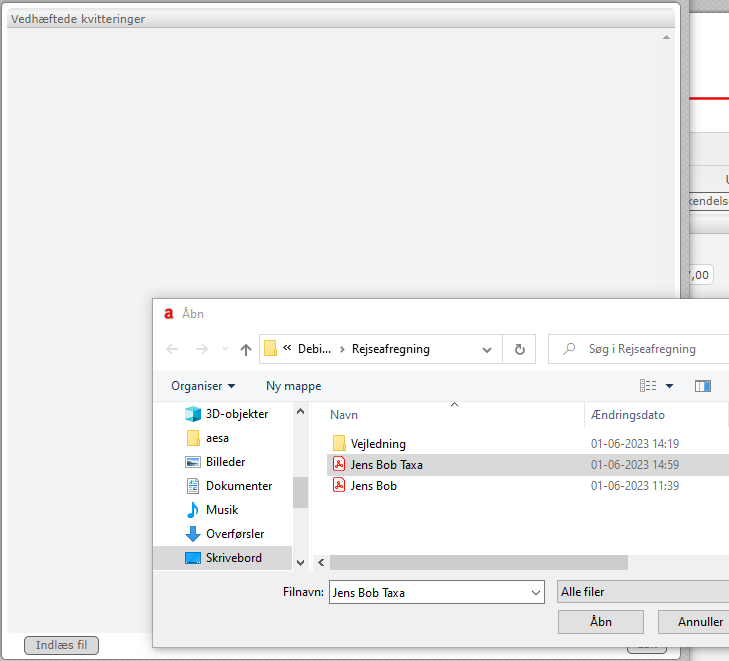 Vedhæftede kvitteringer
kendels
,00
a Åbn
« Debi... › Rejseafregning
Søg i Rejseafregning
Organiser
Ny mappe
Navn
Ændringsdato
3D-objekter
aesa
Billeder
Dokumenter
Musik
Overførsler
Skrivebord
Vejledning 01-06-2023 14:19
Jens Bob Taxa 01-06-2023 14:59
Jens Bob 01-06-2023 11:39
Filnavn: Jens Bob Taxa
Alle filer
Åbn
Annuller
Indlæs fil